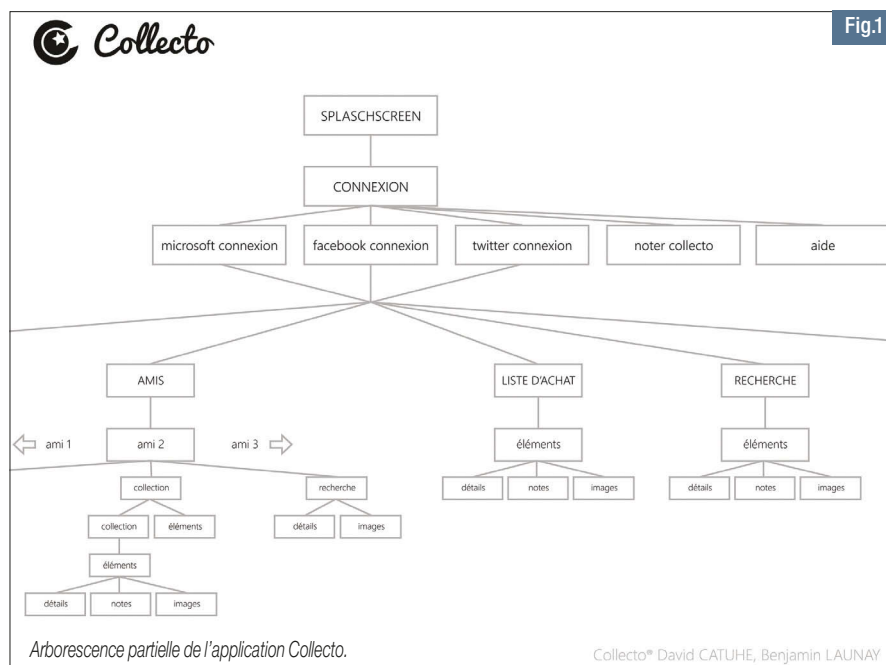 Collecto
Fig.1
SPLASCHSCREEN
CONNEXION
microsoft connexion facebook connexion twitter connexion noter collecto aide
AMIS LISTE D'ACHAT RECHERCHE
ami 1 ami 2 ami 3 éléments éléments
collection recherche détails notes images détails notes images
collection éléments détails images
éléments
détails notes images
Arborescence partielle de l'application Collecto.
Collecto® David CATUHE, Benjamin LAUNAY